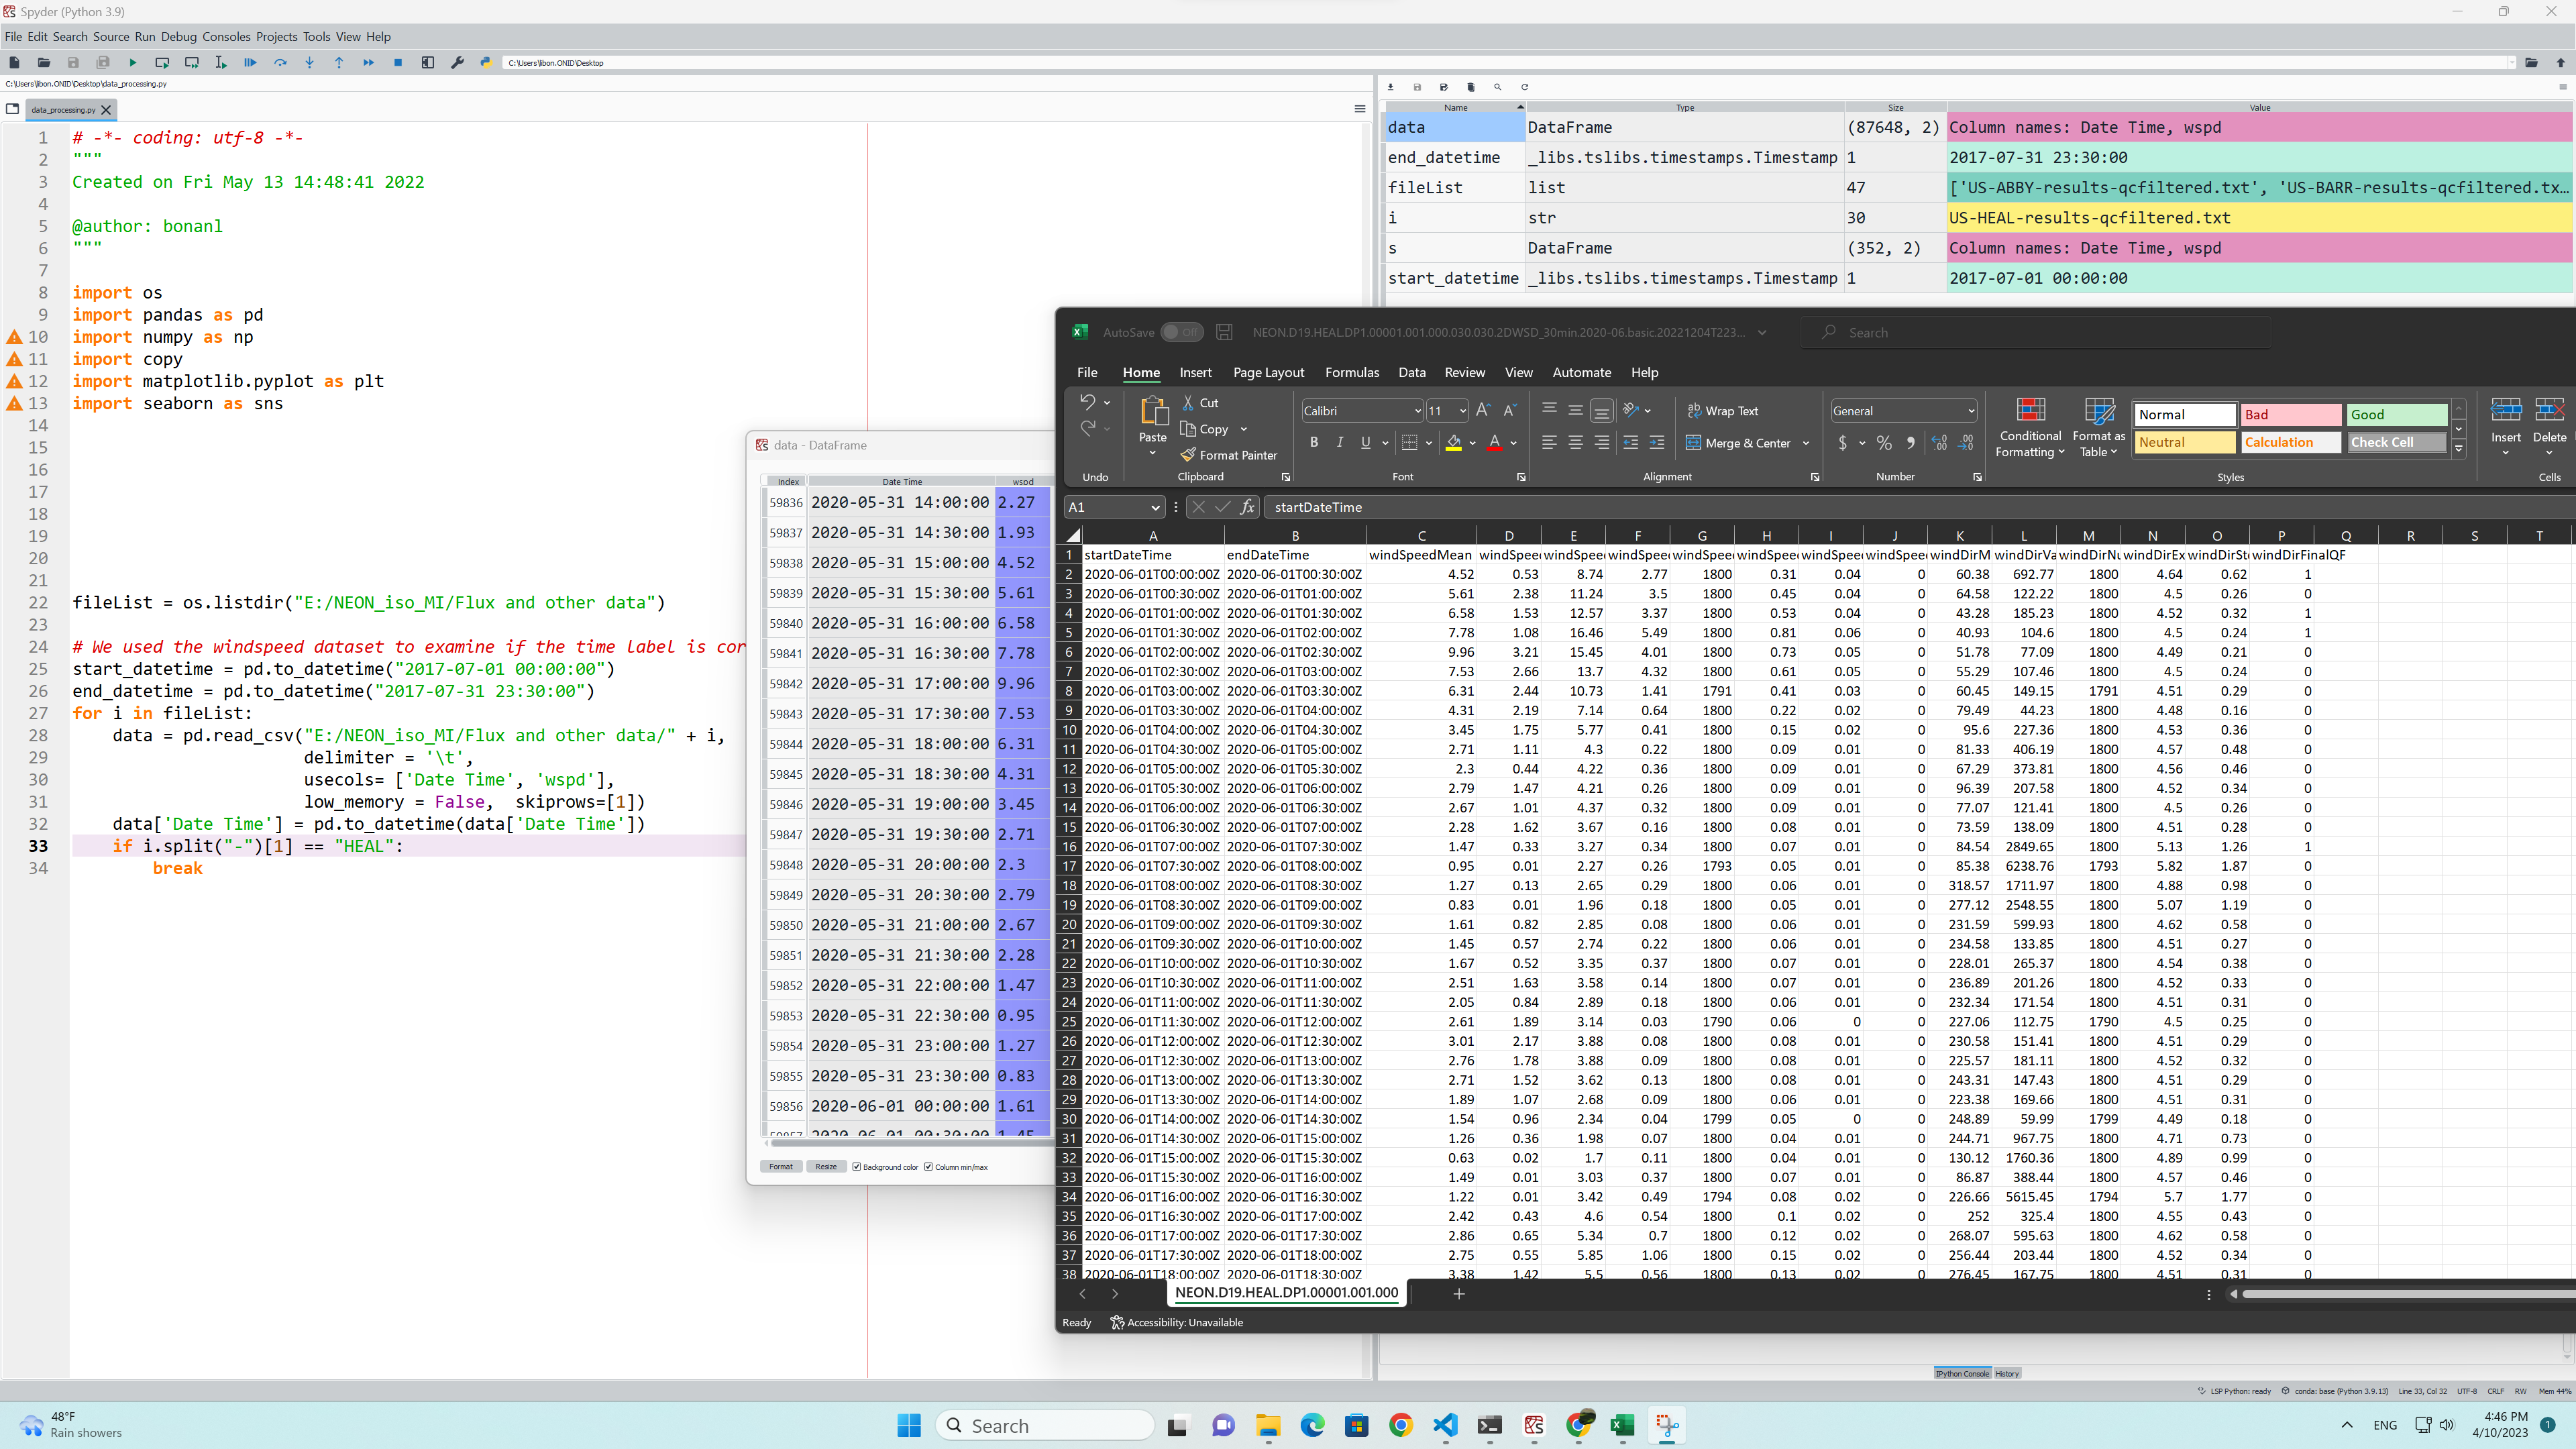 Spyder (Python 3.9)
File Edit Search Source Run Debug Consoles Projects Tools View Help
C:\Users\libon.ONID\Desktop
C:\Users\libon.ONID\Desktop\data_processing.py
data_processing.py
1 # -*- coding: utf-8 -*-
2 """
3 Created on Fri May 13 14:48:41 2022
4
5 @author: bonanl
6 """
7
8 import os
9 import pandas as pd
10 import numpy as np
11 import copy
12 import matplotlib.pyplot as plt
13 import seaborn as sns
14
15
16
17
18
19
20
21
22 fileList = os.listdir("E:/NEON_iso_MI/Flux and other data")
23
24 # We used the windspeed dataset to examine if the time label is cor
25 start_datetime = pd.to_datetime("2017-07-01 00:00:00")
26 end_datetime = pd.to_datetime("2017-07-31 23:30:00")
27 for i in fileList:
28 data = pd.read_csv("E:/NEON_iso_MI/Flux and other data/" + i,
29 delimiter = '\t',
30 usecols= ['Date Time', 'wspd'],
31 low_memory = False, skiprows=[1])
32 data['Date Time'] = pd.to_datetime(data['Date Time'])
33 if i.split("-")[1] == "HEAL":
34 break
Name Type Size Value
data DataFrame (87648, 2) Column names: Date Time, wspd
end_datetime _libs.tslibs.timestamps.Timestamp 1 2017-07-31 23:30:00
fileList list 47 ['US-ABBY-results-qcfiltered.txt', 'US-BARR-results-qcfiltered.tx...
i str 30 US-HEAL-results-qcfiltered.txt
s DataFrame (352, 2) Column names: Date Time, wspd
start_datetime _libs.tslibs.timestamps.Timestamp 1 2017-07-01 00:00:00
data - DataFrame
Index Date Time wspd
59836 2020-05-31 14:00:00 2.27
59837 2020-05-31 14:30:00 1.93
59838 2020-05-31 15:00:00 4.52
59839 2020-05-31 15:30:00 5.61
59840 2020-05-31 16:00:00 6.58
59841 2020-05-31 16:30:00 7.78
59842 2020-05-31 17:00:00 9.96
59843 2020-05-31 17:30:00 7.53
59844 2020-05-31 18:00:00 6.31
59845 2020-05-31 18:30:00 4.31
59846 2020-05-31 19:00:00 3.45
59847 2020-05-31 19:30:00 2.71
59848 2020-05-31 20:00:00 2.3
59849 2020-05-31 20:30:00 2.79
59850 2020-05-31 21:00:00 2.67
59851 2020-05-31 21:30:00 2.28
59852 2020-05-31 22:00:00 1.47
59853 2020-05-31 22:30:00 0.95
59854 2020-05-31 23:00:00 1.27
59855 2020-05-31 23:30:00 0.83
59856 2020-06-01 00:00:00 1.61
59857 2020-06-01 00:30:00 1.45
Format Resize Background color Column min/max
AutoSave Off NEON.D19.HEAL.DP1.00001.001.000.030.030.2DWSD_30min.2020-06.basic.20221204T223... Search
File Home Insert Page Layout Formulas Data Review View Automate Help
Cut
Calibri 11 Wrap Text General
Normal Bad Good
Paste Copy Conditional Formatting Format as Table Insert Delete
Merge & Center $ % Neutral Calculation Check Cell
Format Painter
Undo Clipboard Font Alignment Number Styles Cells
A1 fx startDateTime
A B C D E F G H I J K L M N O P Q R S T
1 startDateTime endDateTime windSpeedMean windSpeed windSpeed windSpeed windSpeed windSpeed windSpeed windSpeed windDirM windDirVa windDirNu windDirEx windDirSt windDirFinalQF
2 2020-06-01T00:00:00Z 2020-06-01T00:30:00Z 4.52 0.53 8.74 2.77 1800 0.31 0.04 0 60.38 692.77 1800 4.64 0.62 1
3 2020-06-01T00:30:00Z 2020-06-01T01:00:00Z 5.61 2.38 11.24 3.5 1800 0.45 0.04 0 64.58 122.22 1800 4.5 0.26 0
4 2020-06-01T01:00:00Z 2020-06-01T01:30:00Z 6.58 1.53 12.57 3.37 1800 0.53 0.04 0 43.28 185.23 1800 4.52 0.32 1
5 2020-06-01T01:30:00Z 2020-06-01T02:00:00Z 7.78 1.08 16.46 5.49 1800 0.81 0.06 0 40.93 104.6 1800 4.5 0.24 1
6 2020-06-01T02:00:00Z 2020-06-01T02:30:00Z 9.96 3.21 15.45 4.01 1800 0.73 0.05 0 51.78 77.09 1800 4.49 0.21 0
7 2020-06-01T02:30:00Z 2020-06-01T03:00:00Z 7.53 2.66 13.7 4.32 1800 0.61 0.05 0 55.29 107.46 1800 4.5 0.24 0
8 2020-06-01T03:00:00Z 2020-06-01T03:30:00Z 6.31 2.44 10.73 1.41 1791 0.41 0.03 0 60.45 149.15 1791 4.51 0.29 0
9 2020-06-01T03:30:00Z 2020-06-01T04:00:00Z 4.31 2.19 7.14 0.64 1800 0.22 0.02 0 79.49 44.23 1800 4.48 0.16 0
10 2020-06-01T04:00:00Z 2020-06-01T04:30:00Z 3.45 1.75 5.77 0.41 1800 0.15 0.02 0 95.6 227.36 1800 4.53 0.36 0
11 2020-06-01T04:30:00Z 2020-06-01T05:00:00Z 2.71 1.11 4.3 0.22 1800 0.09 0.01 0 81.33 406.19 1800 4.57 0.48 0
12 2020-06-01T05:00:00Z 2020-06-01T05:30:00Z 2.3 0.44 4.22 0.36 1800 0.09 0.01 0 67.29 373.81 1800 4.56 0.46 0
13 2020-06-01T05:30:00Z 2020-06-01T06:00:00Z 2.79 1.47 4.21 0.26 1800 0.09 0.01 0 96.39 207.58 1800 4.52 0.34 0
14 2020-06-01T06:00:00Z 2020-06-01T06:30:00Z 2.67 1.01 4.37 0.32 1800 0.09 0.01 0 77.07 121.41 1800 4.5 0.26 0
15 2020-06-01T06:30:00Z 2020-06-01T07:00:00Z 2.28 1.62 3.67 0.16 1800 0.08 0.01 0 73.59 138.09 1800 4.51 0.28 0
16 2020-06-01T07:00:00Z 2020-06-01T07:30:00Z 1.47 0.33 3.27 0.34 1800 0.07 0.01 0 84.54 2849.65 1800 5.13 1.26 1
17 2020-06-01T07:30:00Z 2020-06-01T08:00:00Z 0.95 0.01 2.27 0.26 1793 0.05 0.01 0 85.38 6238.76 1793 5.82 1.87 0
18 2020-06-01T08:00:00Z 2020-06-01T08:30:00Z 1.27 0.13 2.65 0.29 1800 0.06 0.01 0 318.57 1711.97 1800 4.88 0.98 0
19 2020-06-01T08:30:00Z 2020-06-01T09:00:00Z 0.83 0.01 1.96 0.18 1800 0.05 0.01 0 277.12 2548.55 1800 5.07 1.19 0
20 2020-06-01T09:00:00Z 2020-06-01T09:30:00Z 1.61 0.82 2.85 0.08 1800 0.06 0.01 0 231.59 599.93 1800 4.62 0.58 0
21 2020-06-01T09:30:00Z 2020-06-01T10:00:00Z 1.45 0.57 2.74 0.22 1800 0.06 0.01 0 234.58 133.85 1800 4.51 0.27 0
22 2020-06-01T10:00:00Z 2020-06-01T10:30:00Z 1.67 0.52 3.35 0.37 1800 0.07 0.01 0 228.01 265.37 1800 4.54 0.38 0
23 2020-06-01T10:30:00Z 2020-06-01T11:00:00Z 2.51 1.63 3.58 0.14 1800 0.07 0.01 0 236.89 201.26 1800 4.52 0.33 0
24 2020-06-01T11:00:00Z 2020-06-01T11:30:00Z 2.05 0.84 2.89 0.18 1800 0.06 0.01 0 232.34 171.54 1800 4.51 0.31 0
25 2020-06-01T11:30:00Z 2020-06-01T12:00:00Z 2.61 1.89 3.14 0.03 1790 0.06 0 0 227.06 112.75 1790 4.5 0.25 0
26 2020-06-01T12:00:00Z 2020-06-01T12:30:00Z 3.01 2.17 3.88 0.08 1800 0.08 0.01 0 230.58 151.41 1800 4.51 0.29 0
27 2020-06-01T12:30:00Z 2020-06-01T13:00:00Z 2.76 1.78 3.88 0.09 1800 0.08 0.01 0 225.57 181.11 1800 4.52 0.32 0
28 2020-06-01T13:00:00Z 2020-06-01T13:30:00Z 2.71 1.52 3.62 0.13 1800 0.08 0.01 0 243.31 147.43 1800 4.51 0.29 0
29 2020-06-01T13:30:00Z 2020-06-01T14:00:00Z 1.89 1.07 2.68 0.09 1800 0.06 0.01 0 223.38 169.66 1800 4.51 0.31 0
30 2020-06-01T14:00:00Z 2020-06-01T14:30:00Z 1.54 0.96 2.34 0.04 1799 0.05 0 0 248.89 59.99 1799 4.49 0.18 0
31 2020-06-01T14:30:00Z 2020-06-01T15:00:00Z 1.26 0.36 1.98 0.07 1800 0.04 0.01 0 244.71 967.75 1800 4.71 0.73 0
32 2020-06-01T15:00:00Z 2020-06-01T15:30:00Z 0.63 0.02 1.7 0.11 1800 0.04 0.01 0 130.12 1760.36 1800 4.89 0.99 0
33 2020-06-01T15:30:00Z 2020-06-01T16:00:00Z 1.49 0.01 3.03 0.37 1800 0.07 0.01 0 86.87 388.44 1800 4.57 0.46 0
34 2020-06-01T16:00:00Z 2020-06-01T16:30:00Z 1.22 0.01 3.42 0.49 1794 0.08 0.02 0 226.66 5615.45 1794 5.7 1.77 0
35 2020-06-01T16:30:00Z 2020-06-01T17:00:00Z 2.42 0.43 4.6 0.54 1800 0.1 0.02 0 252 325.4 1800 4.55 0.43 0
36 2020-06-01T17:00:00Z 2020-06-01T17:30:00Z 2.86 0.65 5.34 0.7 1800 0.12 0.02 0 268.07 595.63 1800 4.62 0.58 0
37 2020-06-01T17:30:00Z 2020-06-01T18:00:00Z 2.75 0.55 5.85 1.06 1800 0.15 0.02 0 256.44 203.44 1800 4.52 0.34 0
38 2020-06-01T18:00:00Z 2020-06-01T18:30:00Z 3.38 1.42 5.5 0.56 1800 0.13 0.02 0 276.45 167.75 1800 4.51 0.31 0
NEON.D19.HEAL.DP1.00001.001.000
Ready Accessibility: Unavailable
IPython Console History
LSP Python: ready conda: base (Python 3.9.13) Line 33, Col 32 UTF-8 CRLF RW Mem 44%
48°F
Rain showers
Search
ENG
4:46 PM
4/10/2023
1